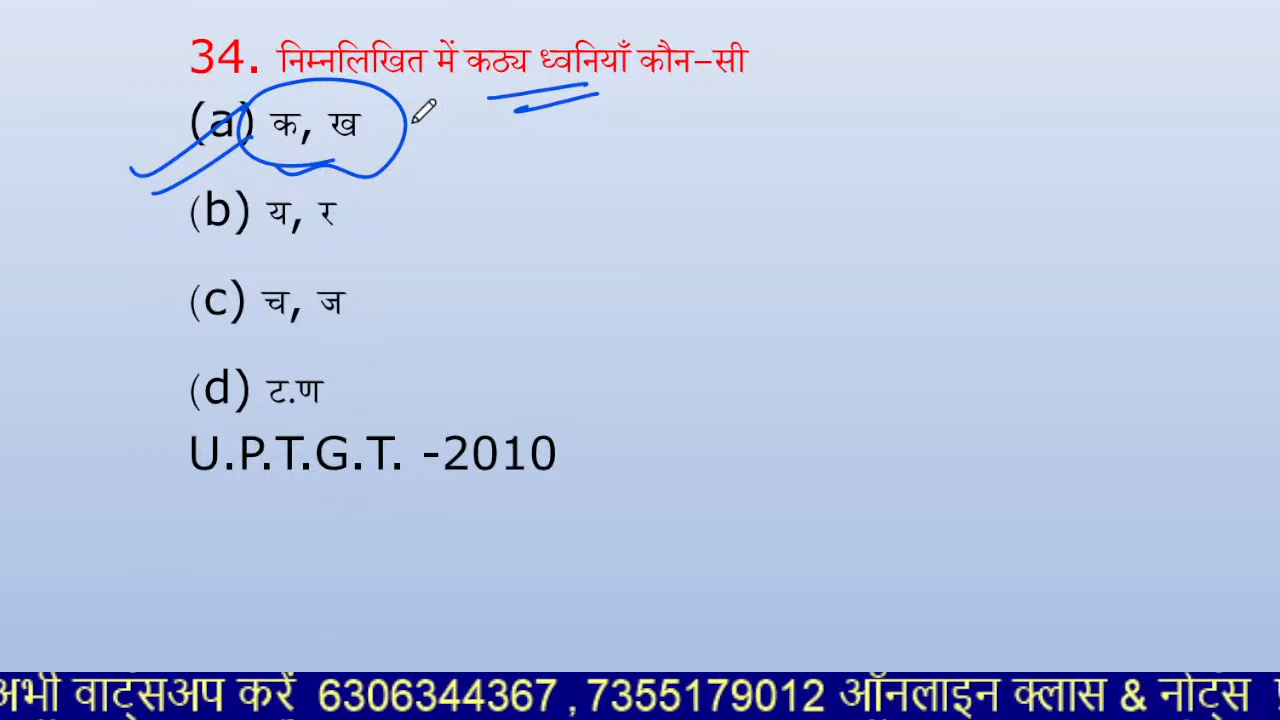 34. निम्नलिखित में कठ्य ध्वनियाँ कौन-सी
(a) क, ख
(b) य, र
(c) च, ज
(d) ट.ण
U.P.T.G.T. -2010
अभी वाट्सअप करें 6306344367 ,7355179012 ऑनलाइन क्लास & नोट्स